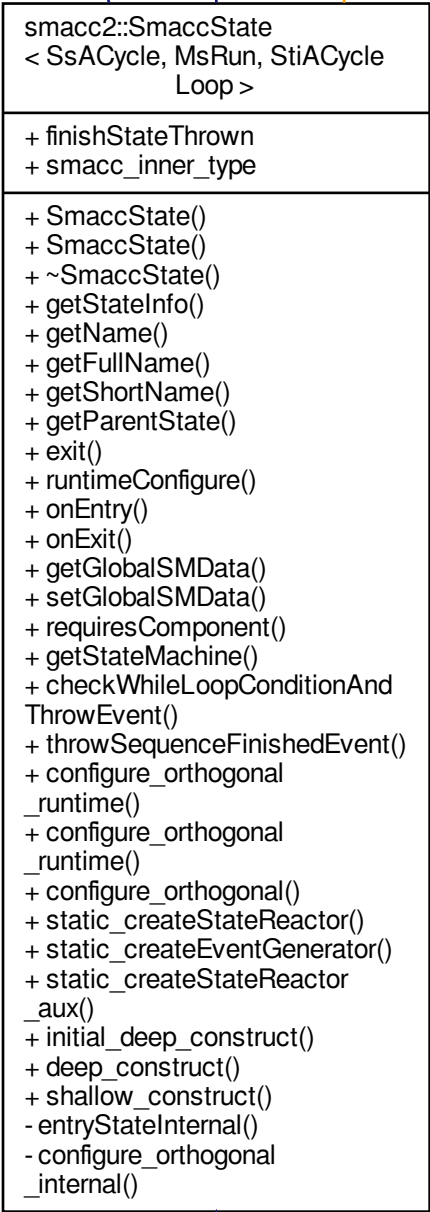 smacc2::SmaccState
< SsACycle, MsRun, StiACycle
Loop >
+ finishStateThrown
+ smacc_inner_type
+ SmaccState()
+ SmaccState()
+ ~SmaccState()
+ getStateInfo()
+ getName()
+ getFullName()
+ getShortName()
+ getParentState()
+ exit()
+ runtimeConfigure()
+ onEntry()
+ onExit()
+ getGlobalSMData()
+ setGlobalSMData()
+ requiresComponent()
+ getStateMachine()
+ checkWhileLoopConditionAnd
ThrowEvent()
+ throwSequenceFinishedEvent()
+ configure_orthogonal
_runtime()
+ configure_orthogonal
_runtime()
+ configure_orthogonal()
+ static_createStateReactor()
+ static_createEventGenerator()
+ static_createStateReactor
_aux()
+ initial_deep_construct()
+ deep_construct()
+ shallow_construct()
- entryStateInternal()
- configure_orthogonal
_internal()